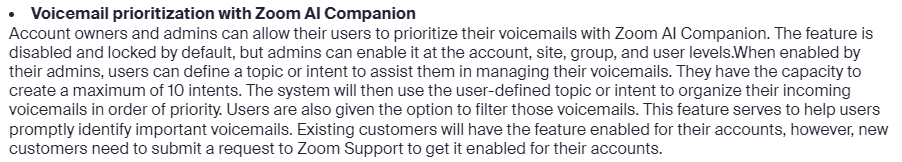 • Voicemail prioritization with Zoom AI Companion
Account owners and admins can allow their users to prioritize their voicemails with Zoom AI Companion. The feature is
disabled and locked by default, but admins can enable it at the account, site, group, and user levels.When enabled by
their admins, users can define a topic or intent to assist them in managing their voicemails. They have the capacity to
create a maximum of 10 intents. The system will then use the user-defined topic or intent to organize their incoming
voicemails in order of priority. Users are also given the option to filter those voicemails. This feature serves to help users
promptly identify important voicemails. Existing customers will have the feature enabled for their accounts, however, new
customers need to submit a request to Zoom Support to get it enabled for their accounts.